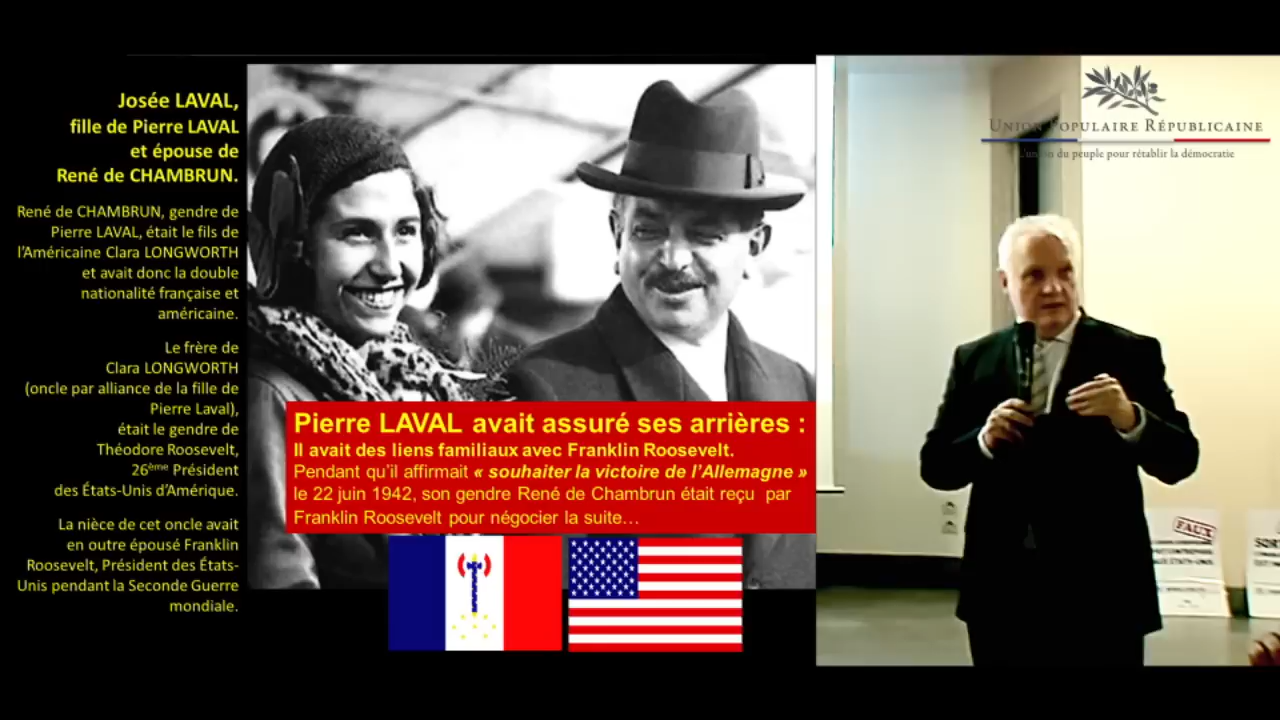 Josée LAVAL,
fille de Pierre LAVAL
et épouse de
René de CHAMBRUN.
René de CHAMBRUN, gendre de
Pierre LAVAL, était le fils de
l'Américaine Clara LONGWORTH
et avait donc la double
nationalité française et
américaine.
Le frère de
Clara LONGWORTH
(oncle par alliance de la fille de
Pierre Laval),
était le gendre de
Théodore Roosevelt,
26ème Président
des États-Unis d'Amérique.
La nièce de cet oncle avait
en outre épousé Franklin
Roosevelt, Président des États-
Unis pendant la Seconde Guerre
mondiale.
Pierre LAVAL avait assuré ses arrières :
Il avait des liens familiaux avec Franklin Roosevelt.
Pendant qu'il affirmait « souhaiter la victoire de l'Allemagne »
le 22 juin 1942, son gendre René de Chambrun était reçu par
Franklin Roosevelt pour négocier la suite…
UNION POPULAIRE RÉPUBLICAINE
L'union du peuple pour rétablir la démocratie
FAUX